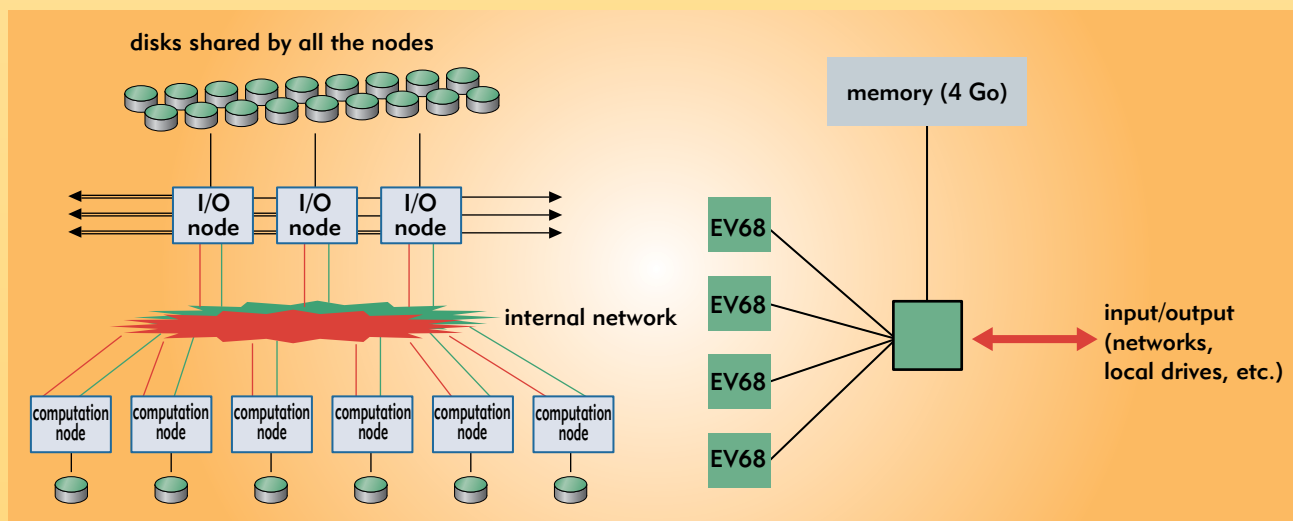 disks shared by all the nodes
I/O
node
I/O
node
I/O
node
internal network
computation
node
computation
node
computation
node
computation
node
computation
node
computation
node
memory (4 Go)
EV68
EV68
EV68
EV68
input/output
(networks,
local drives, etc.)